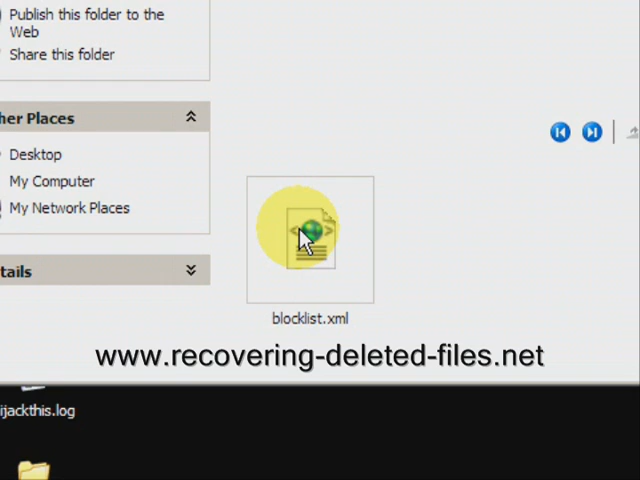 Publish this folder to the
Web
Share this folder
her Places
Desktop
My Computer
My Network Places
tails
blocklist.xml
www.recovering-deleted-files.net
ijackthis.log